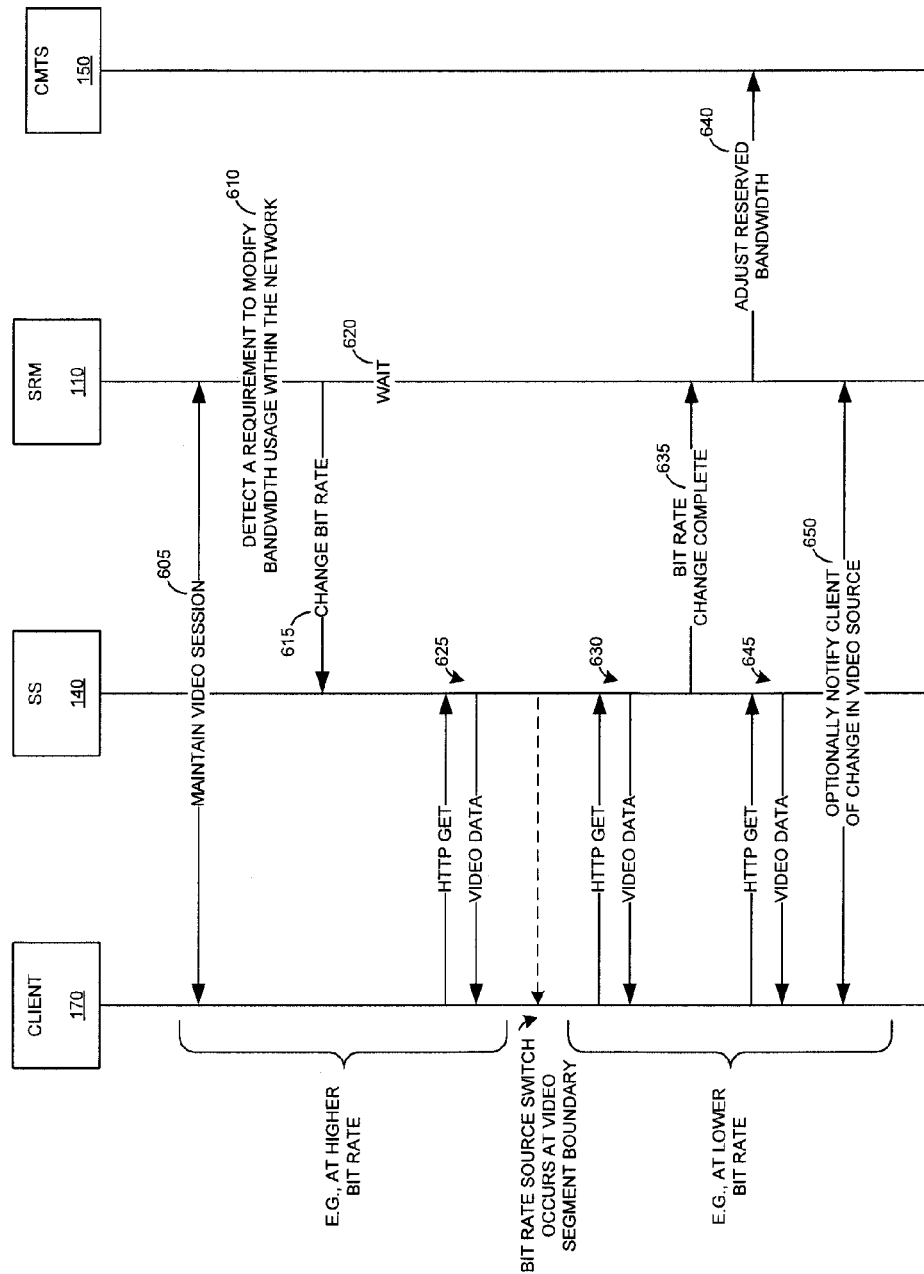 CLIENT
170
SS
140
SRM
110
CMTS
150
605
MAINTAIN VIDEO SESSION
610
DETECT A REQUIREMENT TO MODIFY
BANDWIDTH USAGE WITHIN THE NETWORK
615
CHANGE BIT RATE
620
WAIT
625
HTTP GET
VIDEO DATA
E.G., AT HIGHER
BIT RATE
BIT RATE SOURCE SWITCH
OCCURS AT VIDEO
SEGMENT BOUNDARY
630
HTTP GET
VIDEO DATA
635
BIT RATE
CHANGE COMPLETE
640
ADJUST RESERVED
BANDWIDTH
645
HTTP GET
VIDEO DATA
650
OPTIONALLY NOTIFY CLIENT
OF CHANGE IN VIDEO SOURCE
E.G., AT LOWER
BIT RATE